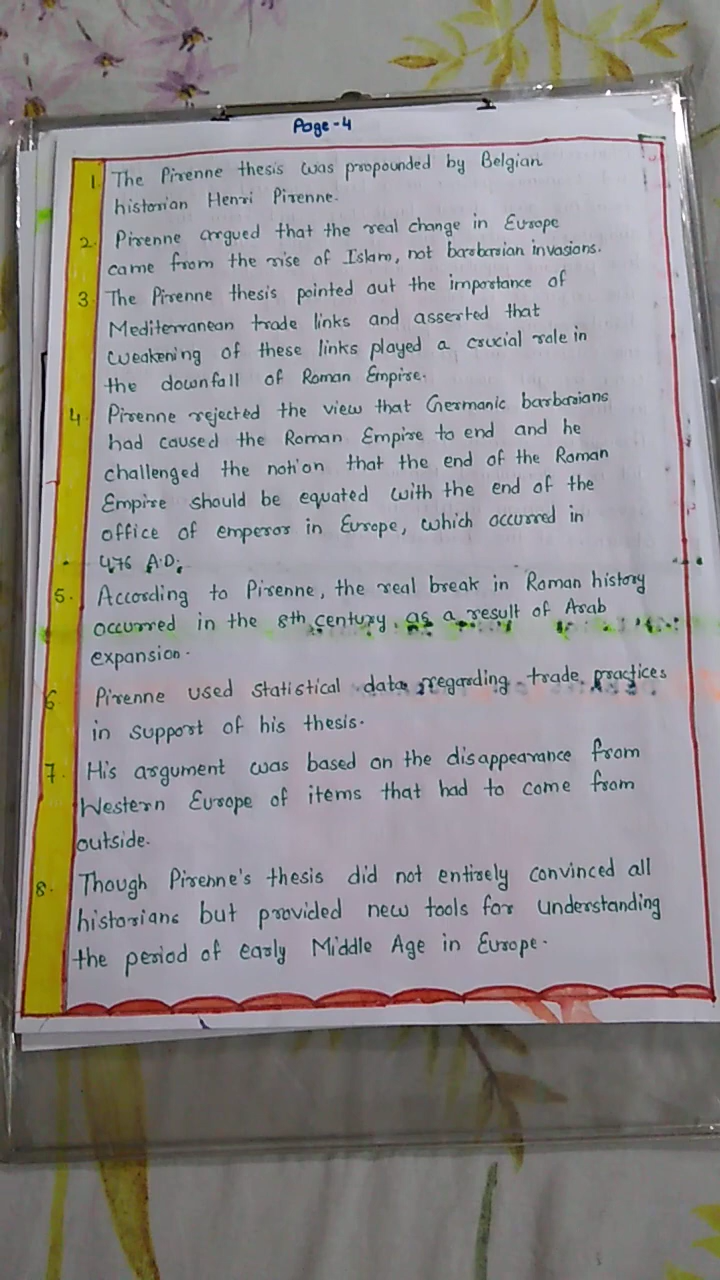 Page-4
1. The Pirenne thesis was propounded by Belgian
historian Henri Pirenne.
2. Pirenne argued that the real change in Europe
came from the rise of Islam, not barbarian invasions.
3. The Pirenne thesis pointed out the importance of
Mediterranean trade links and asserted that
weakening of these links played a crucial role in
the downfall of Roman Empire.
4. Pirenne rejected the view that Germanic barbarians
had caused the Roman Empire to end and he
challenged the notion that the end of the Roman
Empire should be equated with the end of the
office of emperor in Europe, which occurred in
476 A.D.
5. According to Pirenne, the real break in Roman history
occurred in the 8th century as a result of Arab
expansion.
6 Pirenne used statistical data regarding trade practices
in support of his thesis.
7. His argument was based on the disappearance from
Western Europe of items that had to come from
outside.
8. Though Pirenne's thesis did not entirely convinced all
historians but provided new tools for understanding
the period of early Middle Age in Europe.